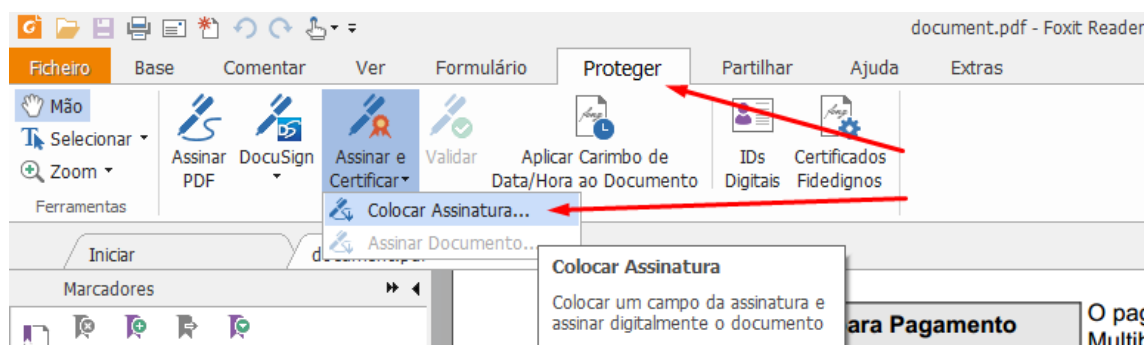 document.pdf - Foxit Reader
Ficheiro Base Comentar Ver Formulário Proteger Partilhar Ajuda Extras
Mão
Selecionar
Zoom
Ferramentas
Assinar
PDF
DocuSign
Assinar e
Certificar
Validar
Aplicar Carimbo de
Data/Hora ao Documento
IDs
Digitais
Certificados
Fidedignos
Colocar Assinatura...
Assinar Documento...
Iniciar
Colocar Assinatura
Colocar um campo da assinatura e
assinar digitalmente o documento
Marcadores
ara Pagamento
O pag
Multib